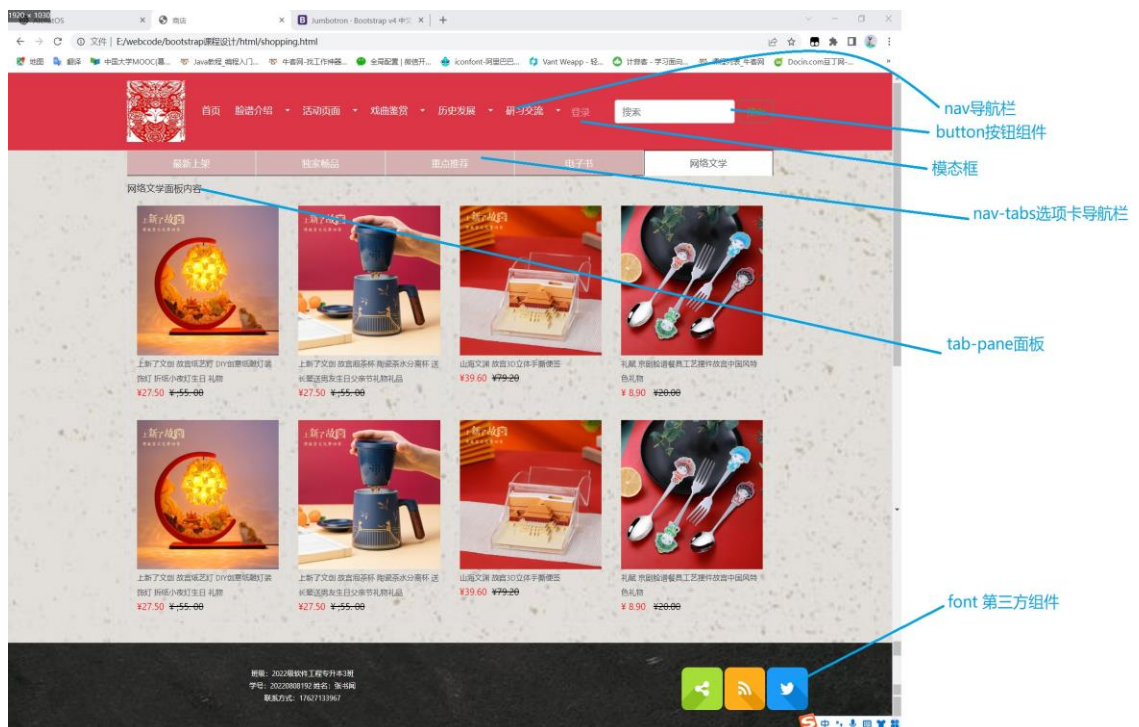 1920 x 1030
商店
Jumbotron · Bootstrap v4 中文
文件 | E:/webcode/bootstrap课程设计/html/shopping.html
地图 翻译 中国大学MOOC(慕... Java教程_编程入门... 牛客网-找工作神器... 全局配置 | 微信开... iconfont-阿里巴巴... Vant Weapp - 轻... 计蒜客 - 学习面向... Docin.com豆丁网-...
首页 脸谱介绍 活动页面 戏曲鉴赏 历史发展 研习交流 登录 搜索
nav导航栏
button按钮组件
模态框
最新上架 独家畅品 重点推荐 电子书 网络文学
nav-tabs选项卡导航栏
网络文学面板内容
tab-pane面板
上新了文创 故宫纸艺灯 DIY创意纸雕灯装 上新了文创 故宫泡茶杯 陶瓷茶水分离杯 送 山海文渊 故宫3D立体手撕便签 礼赋 京剧脸谱餐具工艺摆件故宫中国风特
饰灯 折纸小夜灯生日 礼物 长辈送男友生日父亲节礼物礼品 ¥39.60 ¥79.20 色礼物
¥27.50 ¥;55.00 ¥27.50 ¥;55.00 ¥ 8.90 ¥20.00
上新了文创 故宫纸艺灯 DIY创意纸雕灯装 上新了文创 故宫泡茶杯 陶瓷茶水分离杯 送 山海文渊 故宫3D立体手撕便签 礼赋 京剧脸谱餐具工艺摆件故宫中国风特
饰灯 折纸小夜灯生日 礼物 长辈送男友生日父亲节礼物礼品 ¥39.60 ¥79.20 色礼物
¥27.50 ¥;55.00 ¥27.50 ¥;55.00 ¥ 8.90 ¥20.00
font 第三方组件
班级：2022级软件工程专升本3班
学号：20220808192 姓名：张书闻
联系方式：17627133967